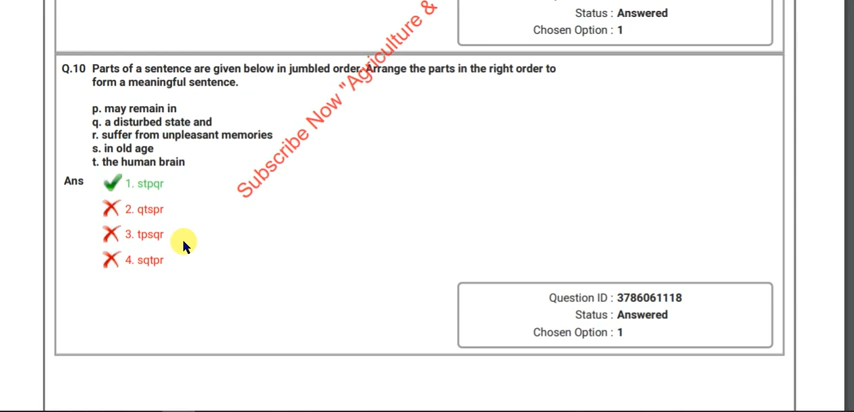 Status : Answered
Chosen Option : 1
Q.10 Parts of a sentence are given below in jumbled order. Arrange the parts in the right order to
form a meaningful sentence.
p. may remain in
q. a disturbed state and
r. suffer from unpleasant memories
s. in old age
t. the human brain
Ans
1. stpqr
2. qtspr
3. tpsqr
4. sqtpr
Subscribe Now "Agriculture &
Question ID : 3786061118
Status : Answered
Chosen Option : 1